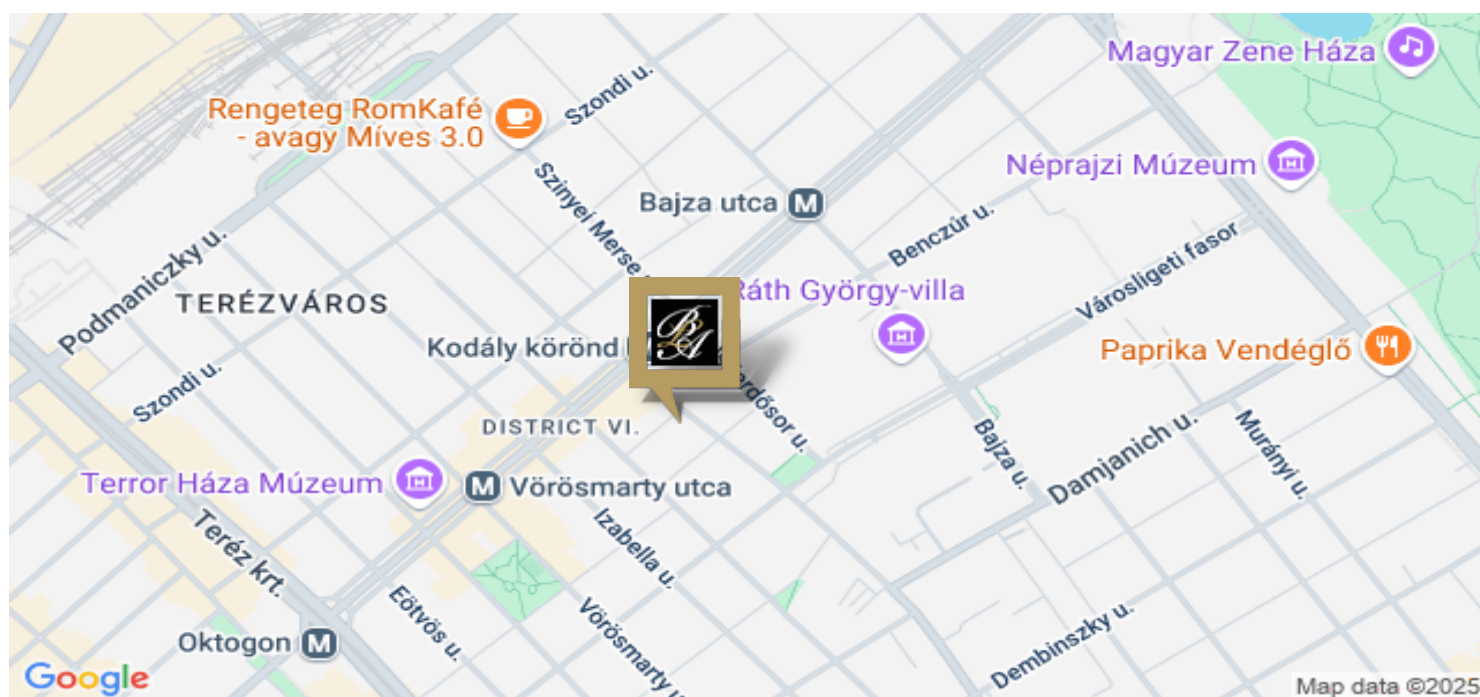 Magyar Zene Háza
Szondi u.
Rengeteg RomKafé
- avagy Míves 3.0
Néprajzi Múzeum
Bajza utca M
Szinyei Merse
Benczúr u.
Városligeti fasor
Podmaniczky u.
TERÉZVÁROS
Ráth György-villa
Kodály körönd
BLA
Paprika Vendéglő
Szondi u.
erdősor u.
DISTRICT VI.
Bajza u.
Damjanich u.
Murányi u.
Terror Háza Múzeum
M Vörösmarty utca
Teréz krt.
Izabella u.
Eötvös u.
Vörösmarty u.
Dembinszky u.
Oktogon M
Google
Map data ©2025